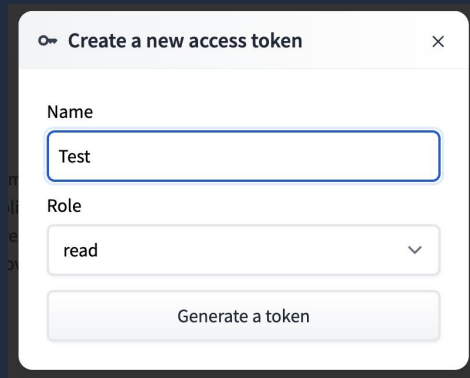 Create a new access token
Name
Test
Role
read
Generate a token